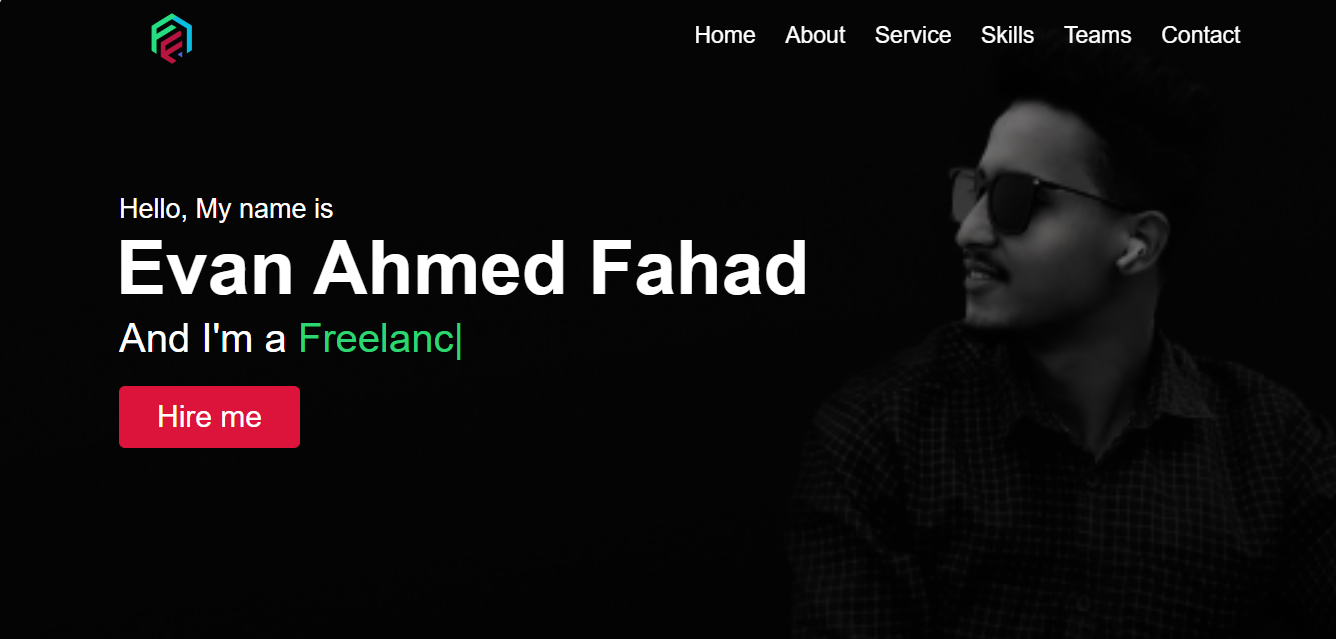 Home About Service Skills Teams Contact
Hello, My name is
Evan Ahmed Fahad
And I'm a Freelanc|
Hire me